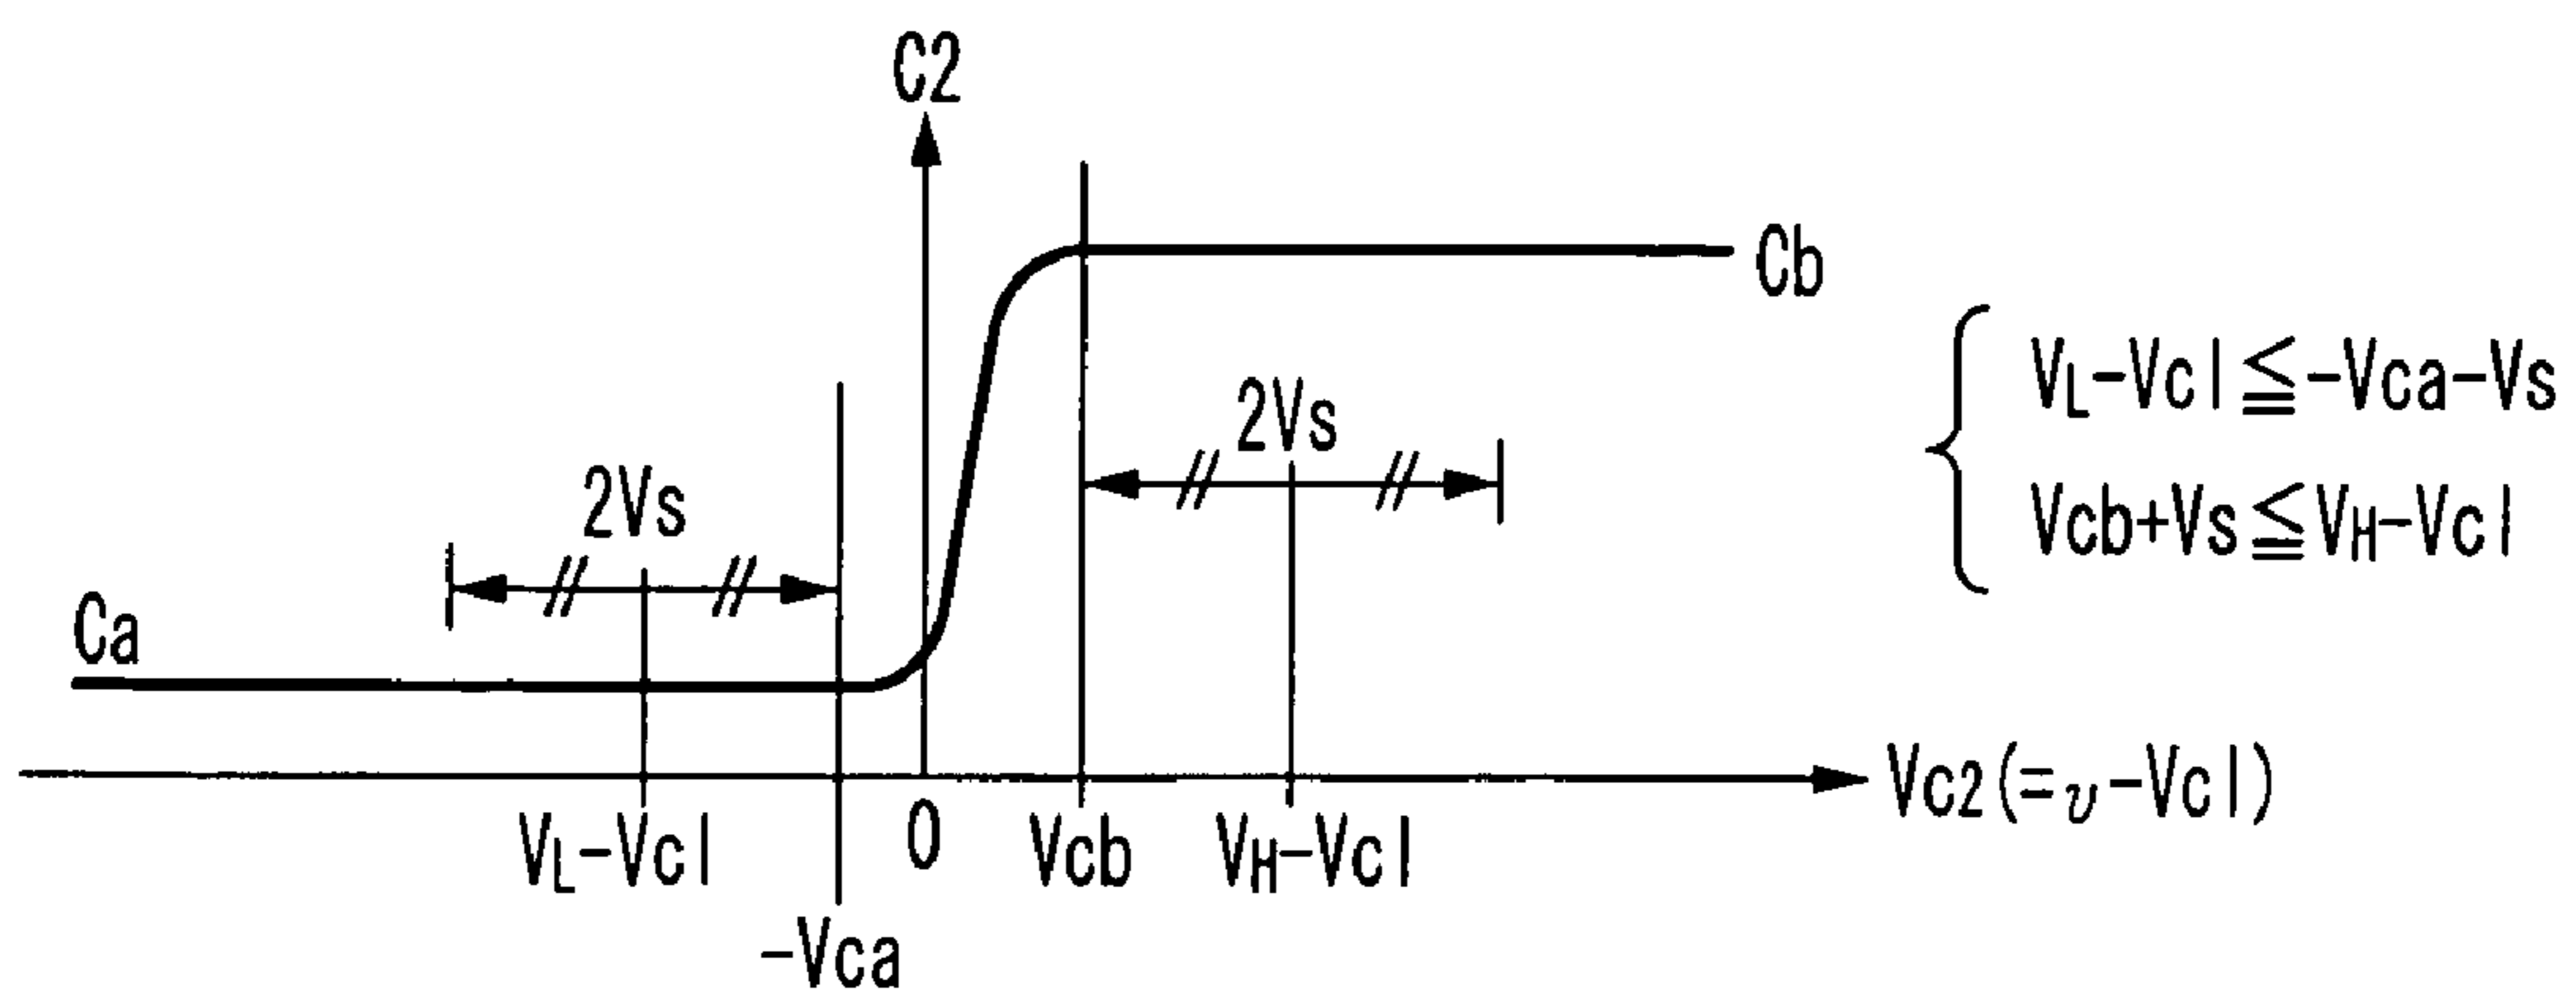 C2
Cb
VL-Vcl≦-Vca-Vs
2Vs
2Vs
Vcb+Vs≦VH-Vcl
Ca
Vc2(=v-Vcl)
VL-Vcl
0
Vcb
VH-Vcl
-Vca